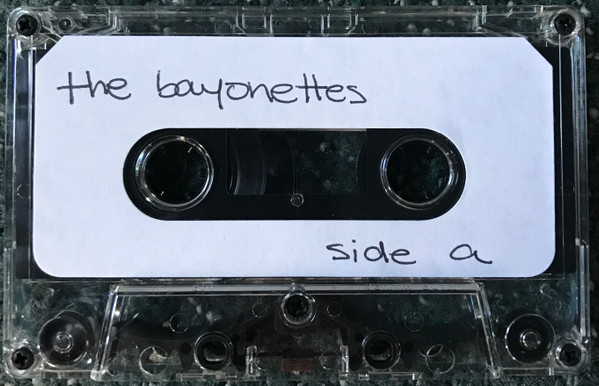 the bayonettes
side a